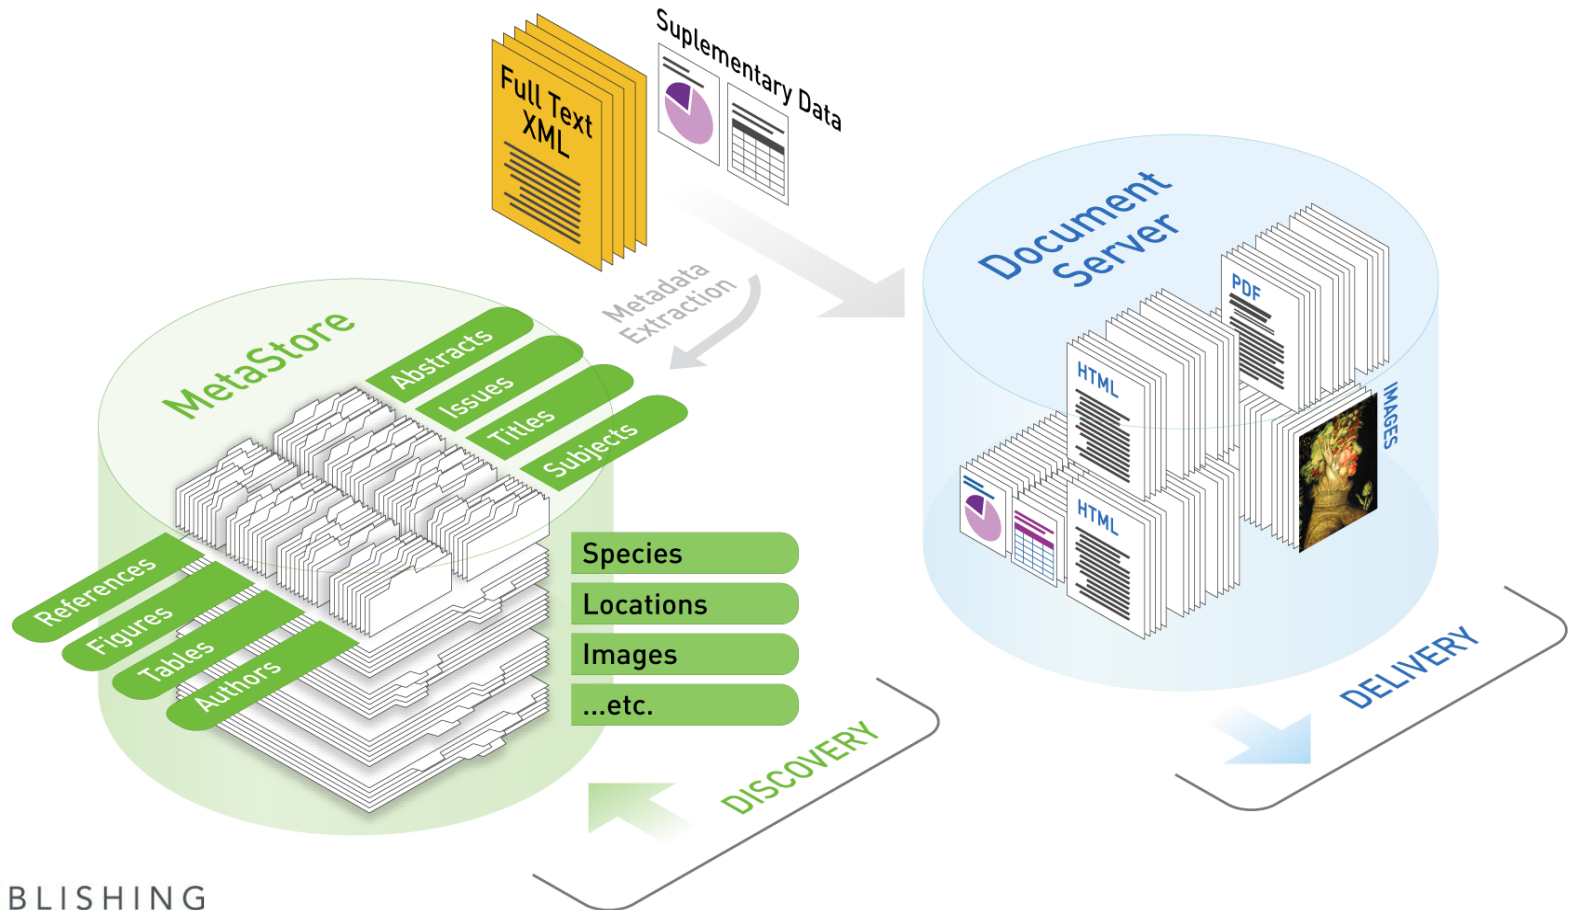 Suplementary Data
Full Text
XML
Metadata
Extraction
Document
Server
PDF
HTML
IMAGES
HTML
MetaStore
Abstracts
Issues
Titles
Subjects
References
Figures
Tables
Authors
Species
Locations
Images
...etc.
DISCOVERY
DELIVERY
BLISHING